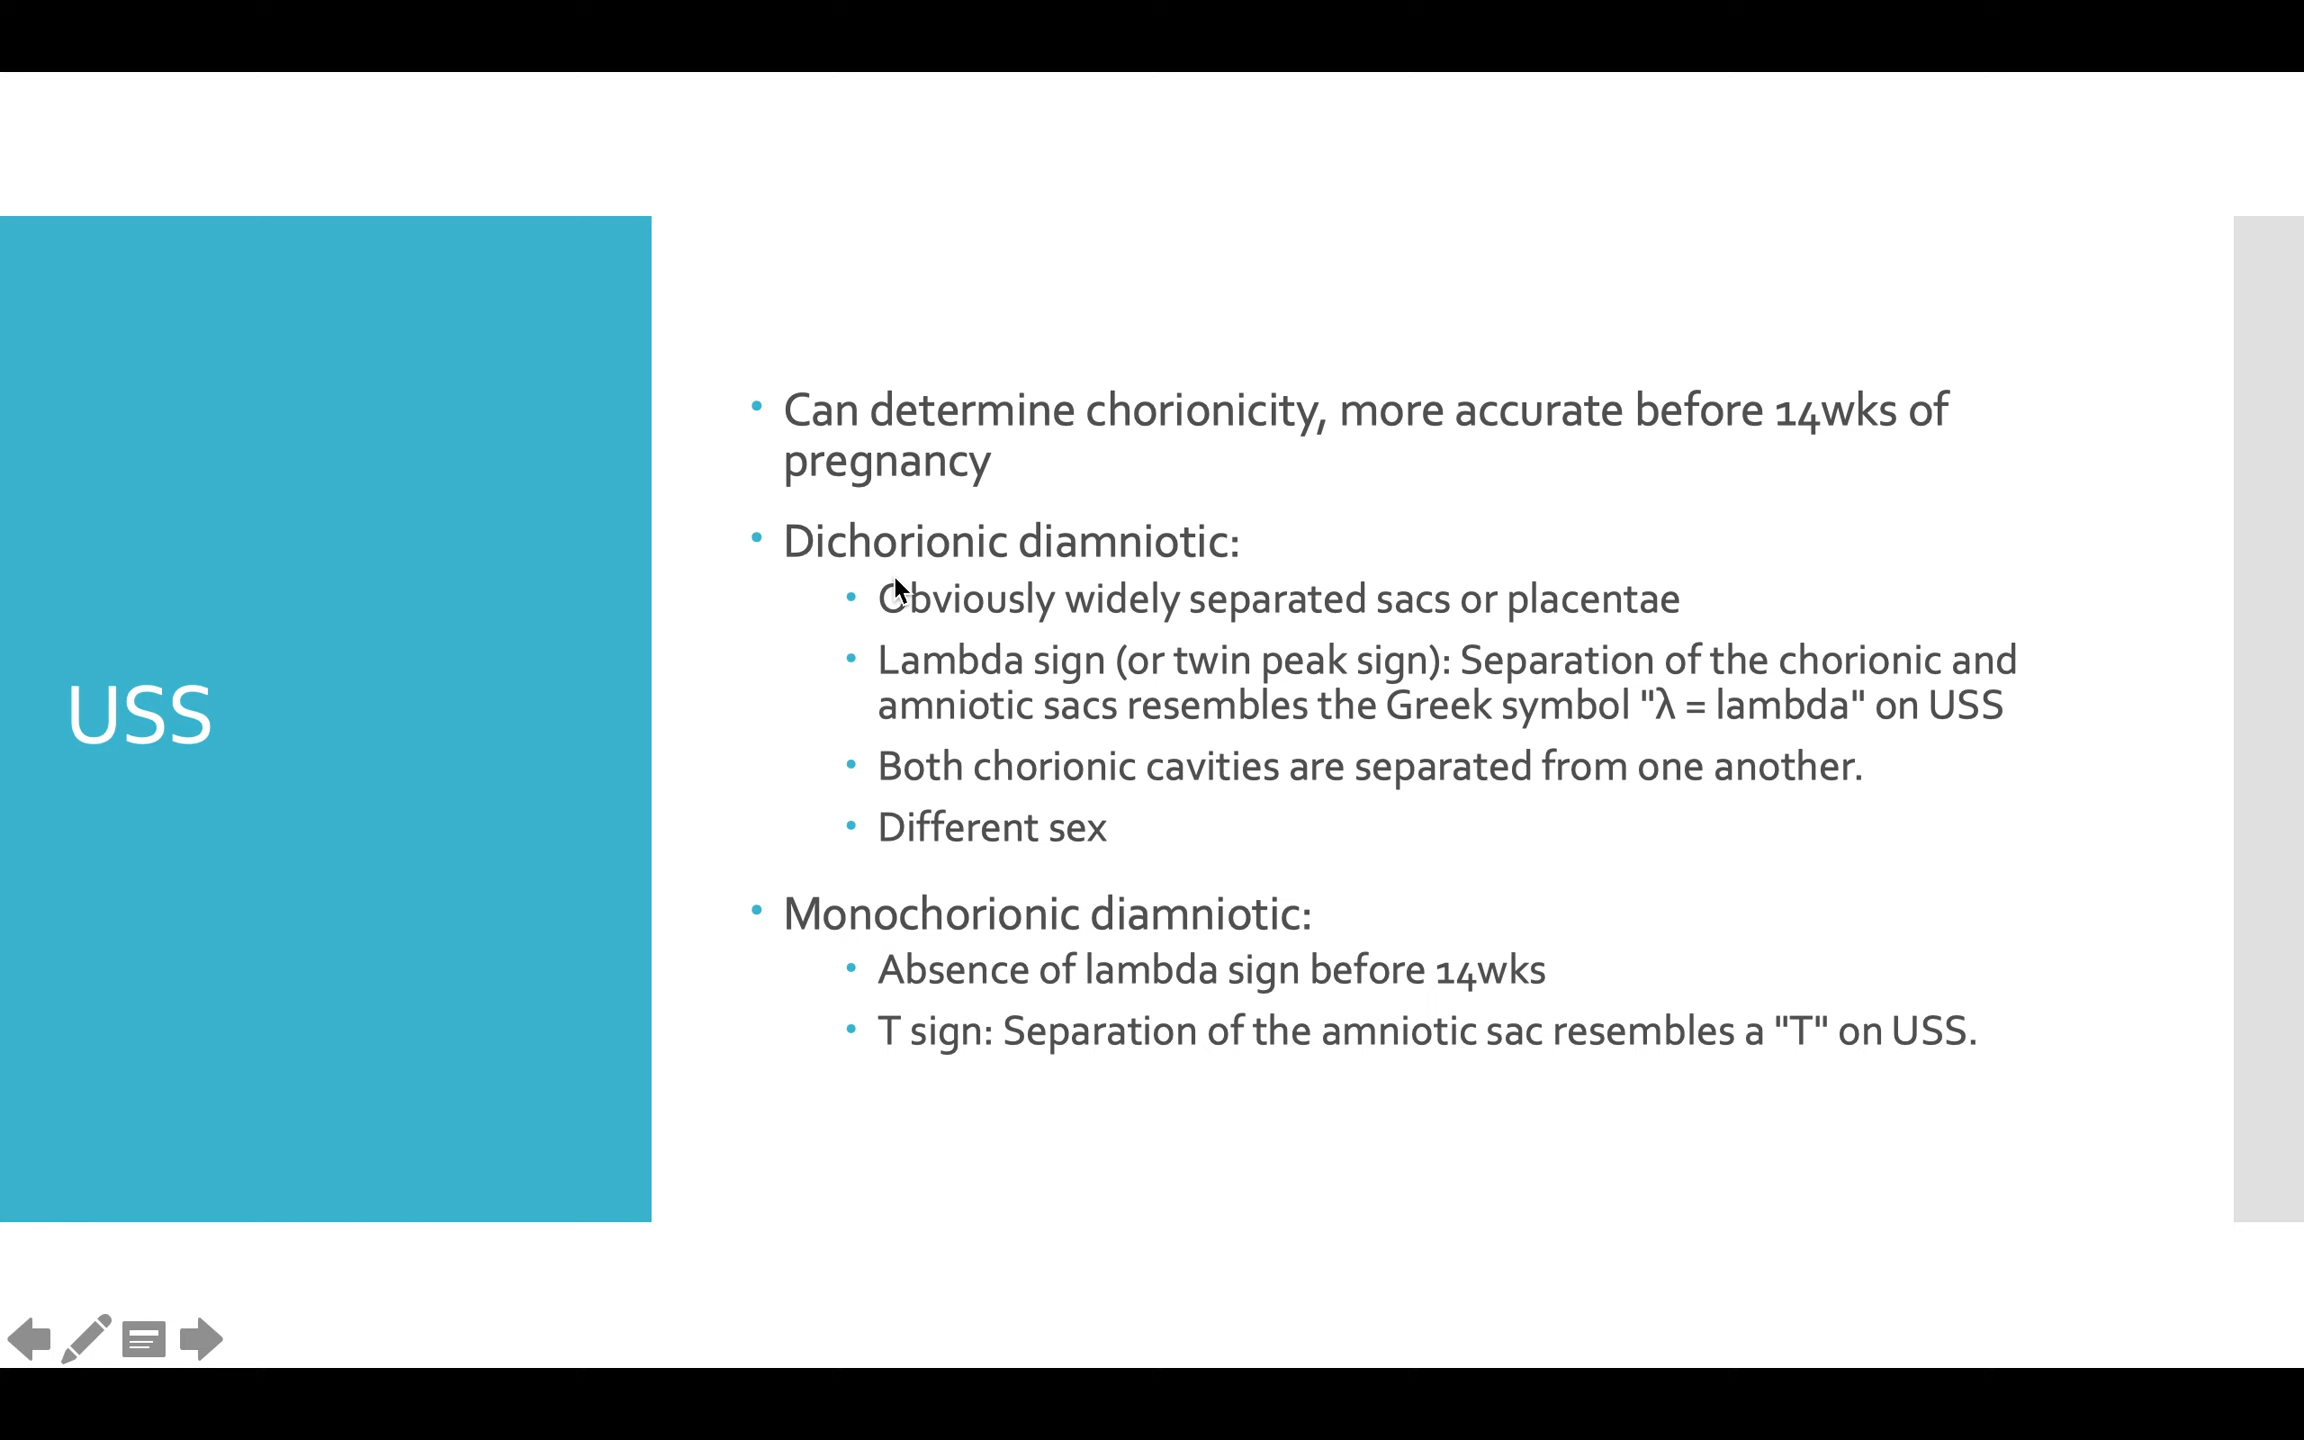 USS
Can determine chorionicity, more accurate before 14wks of
pregnancy
Dichorionic diamniotic:
Obviously widely separated sacs or placentae
Lambda sign (or twin peak sign): Separation of the chorionic and
amniotic sacs resembles the Greek symbol "λ = lambda" on USS
Both chorionic cavities are separated from one another.
Different sex
Monochorionic diamniotic:
Absence of lambda sign before 14wks
T sign: Separation of the amniotic sac resembles a "T" on USS.